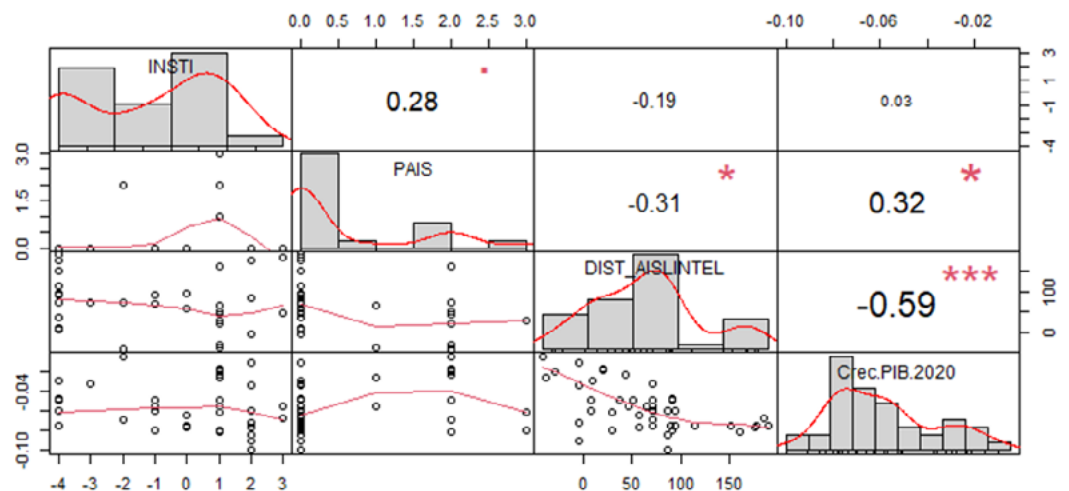 0.0 0.5 1.0 1.5 2.0 2.5 3.0
-0.10 -0.06 -0.02
INSTI
0.28
-0.19
0.03
-4 -1 1 3
0.0 1.5 3.0
PAIS
-0.31 *
0.32 *
DIST_AISLINTEL
-0.59 ***
0 100
-0.10 -0.04
Crec.PIB.2020
-4 -3 -2 -1 0 1 2 3
0 50 100 150